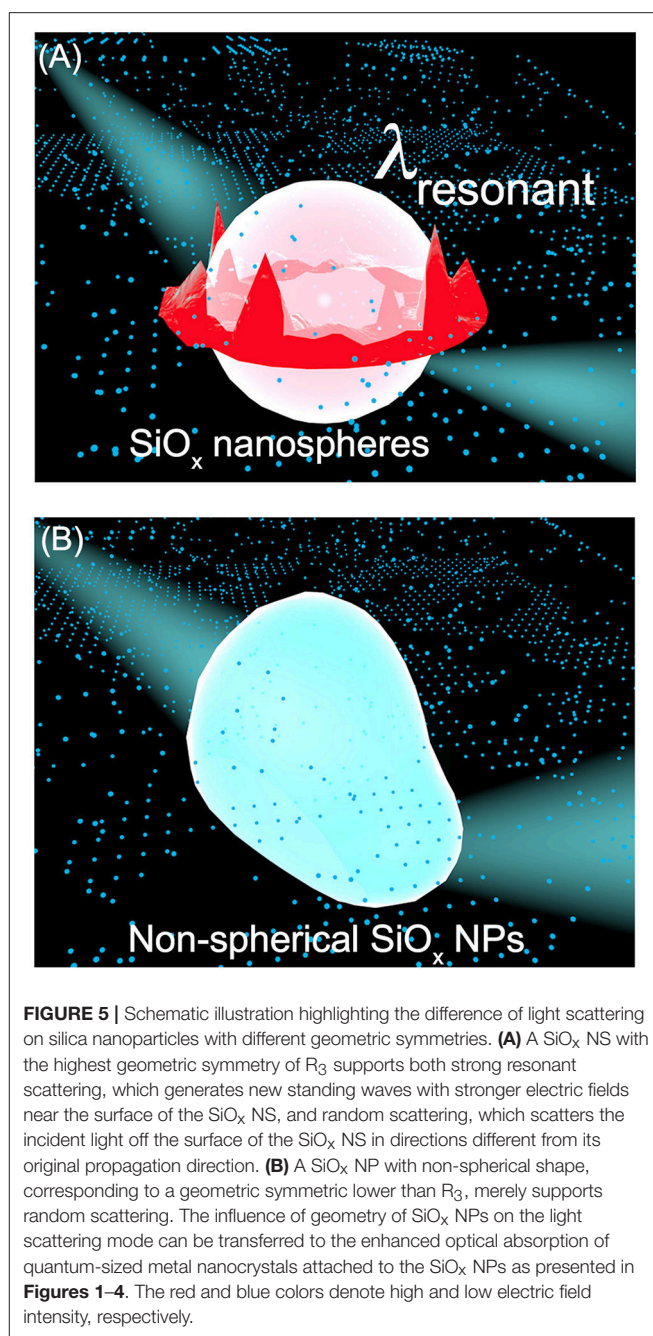 (A)
λresonant
SiOx nanospheres
(B)
Non-spherical SiOx NPs
FIGURE 5 | Schematic illustration highlighting the difference of light scattering
on silica nanoparticles with different geometric symmetries. (A) A SiOx NS with
the highest geometric symmetry of R3 supports both strong resonant
scattering, which generates new standing waves with stronger electric fields
near the surface of the SiOx NS, and random scattering, which scatters the
incident light off the surface of the SiOx NS in directions different from its
original propagation direction. (B) A SiOx NP with non-spherical shape,
corresponding to a geometric symmetric lower than R3, merely supports
random scattering. The influence of geometry of SiOx NPs on the light
scattering mode can be transferred to the enhanced optical absorption of
quantum-sized metal nanocrystals attached to the SiOx NPs as presented in
Figures 1–4. The red and blue colors denote high and low electric field
intensity, respectively.